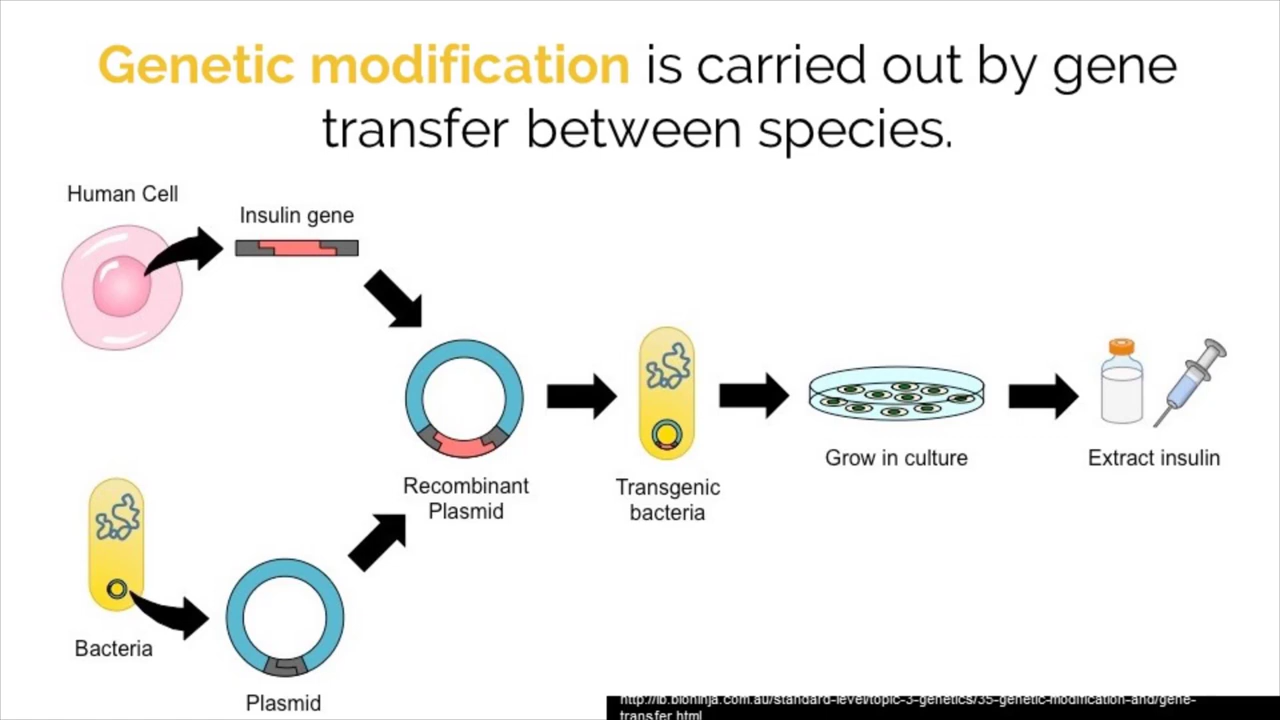 Genetic modification is carried out by gene
transfer between species.
Human Cell
Insulin gene
Recombinant
Plasmid
Transgenic
bacteria
Grow in culture
Extract insulin
Bacteria
Plasmid
http://ib.bioninja.com.au/standard-level/topic-3-genetics/35-genetic-modification-and/gene-
transfer.html